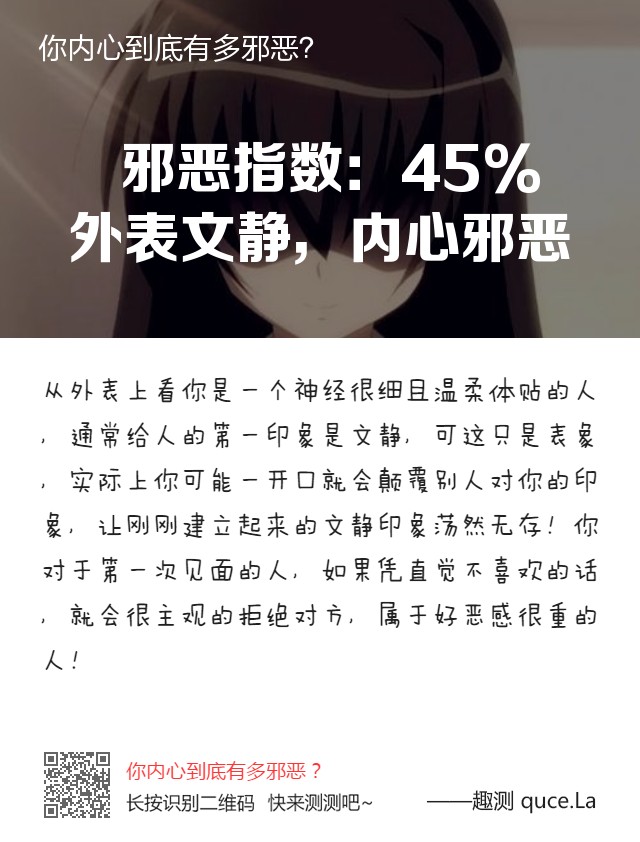 你内心到底有多邪恶?
邪恶指数：45%
外表文静，内心邪恶
从外表上看你是一个神经很细且温柔体贴的人
，通常给人的第一印象是文静，可这只是表象
，实际上你可能一开口就会颠覆别人对你的印
象，让刚刚建立起来的文静印象荡然无存！你
对于第一次见面的人，如果凭直觉不喜欢的话
，就会很主观的拒绝对方，属于好恶感很重的
人！
你内心到底有多邪恶？
长按识别二维码 快来测测吧~
——趣测 quce.La